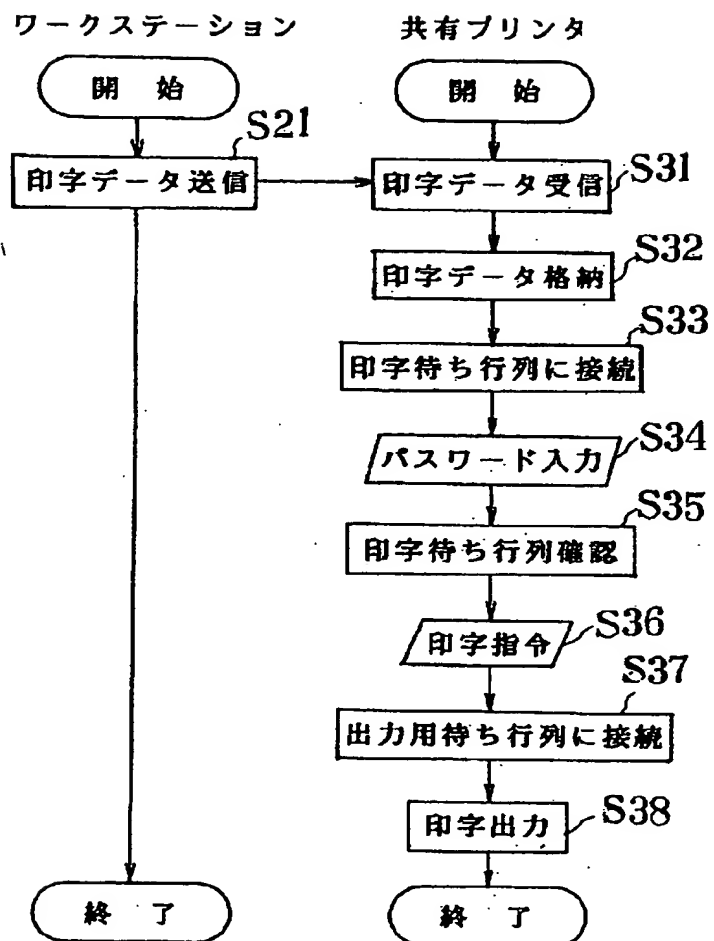 ワークステーション
共有プリンタ
開 始
開 始
S21
印字データ送信
印字データ受信
S31
印字データ格納
S32
印字待ち行列に接続
S33
パスワード入力
S34
印字待ち行列確認
S35
印字指令
S36
出力用待ち行列に接続
S37
印字出力
S38
終 了
終 了